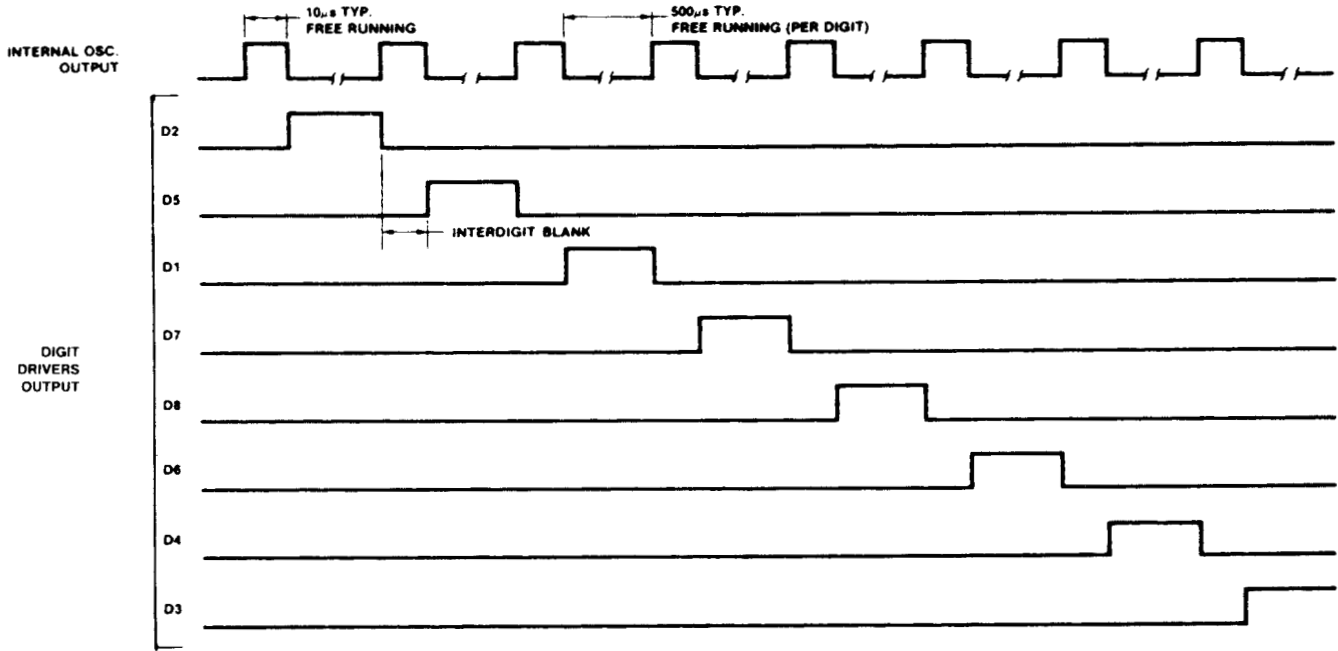 10μs TYP.
FREE RUNNING
500μs TYP.
FREE RUNNING (PER DIGIT)
INTERNAL OSC.
OUTPUT
D2
D5
INTERDIGIT BLANK
D1
D7
DIGIT
DRIVERS
OUTPUT
D8
D6
D4
D3